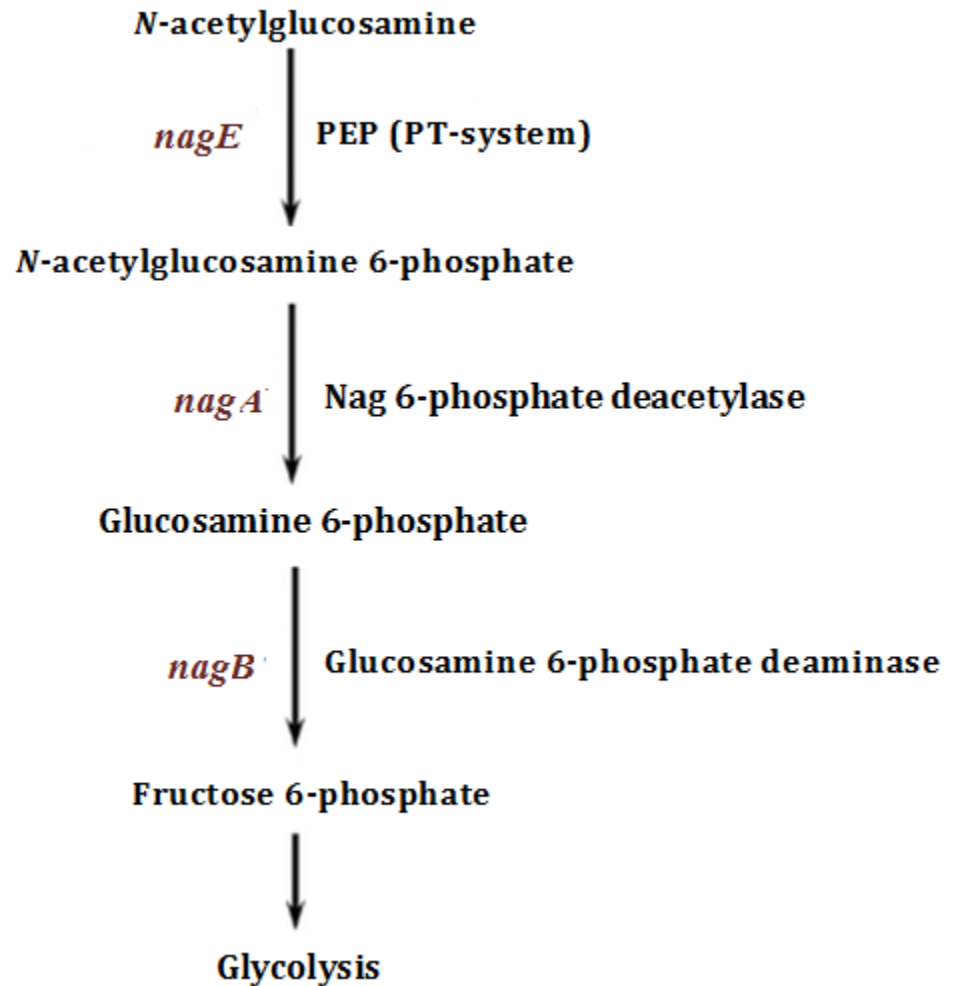 N-acetylglucosamine
nagE PEP (PT-system)
N-acetylglucosamine 6-phosphate
nagA Nag 6-phosphate deacetylase
Glucosamine 6-phosphate
nagB Glucosamine 6-phosphate deaminase
Fructose 6-phosphate
Glycolysis